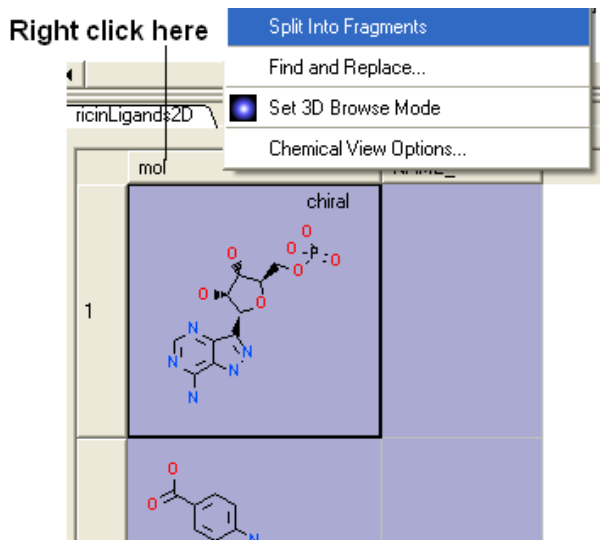 Right click here
Split Into Fragments
Find and Replace...
ricinLigands2D
Set 3D Browse Mode
Chemical View Options...
mol
NAME_
chiral
O
O
O P O
O
O
O
O
1
N
N
N
N
N
O
O
N